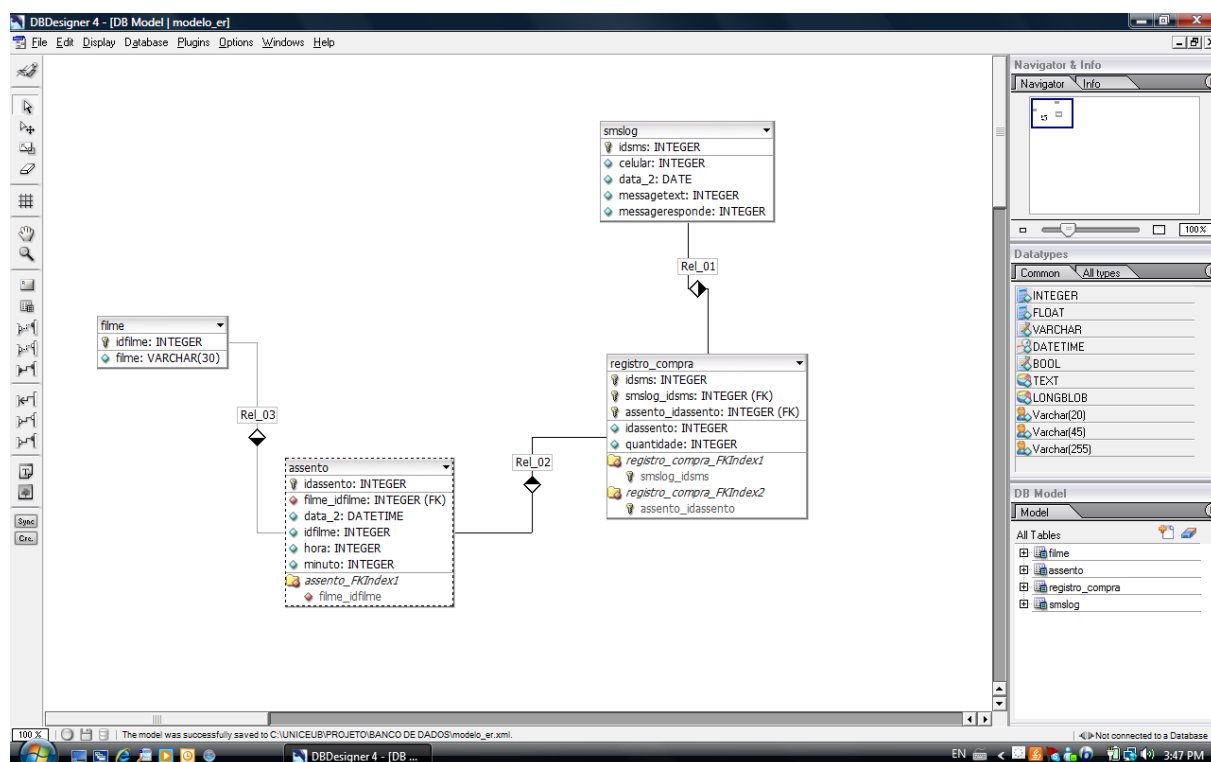 DBDesigner 4 - [DB Model | modelo_er]
File Edit Display Database Plugins Options Windows Help
Navigator & Info
Navigator Info
smslog
idsms: INTEGER
celular: INTEGER
data_2: DATE
messagetext: INTEGER
messageresponde: INTEGER
100%
Rel_01
Datatypes
Common All types
INTEGER
FLOAT
VARCHAR
DATETIME
BOOL
TEXT
LONGBLOB
Varchar(20)
Varchar(45)
Varchar(255)
filme
idfilme: INTEGER
filme: VARCHAR(30)
registro_compra
idsms: INTEGER
smslog_idsms: INTEGER (FK)
assento_idassento: INTEGER (FK)
idassento: INTEGER
quantidade: INTEGER
registro_compra_FKIndex1
smslog_idsms
registro_compra_FKIndex2
assento_idassento
Rel_03
Rel_02
assento
idassento: INTEGER
filme_idfilme: INTEGER (FK)
data_2: DATETIME
idfilme: INTEGER
hora: INTEGER
minuto: INTEGER
assento_FKIndex1
filme_idfilme
DB Model
Model
All Tables
filme
assento
registro_compra
smslog
Sync
Crc.
100 % The model was successfully saved to C:\UNICEUB\PROJETO\BANCO DE DADOS\modelo_er.xml. Not connected to a Database
DBDesigner 4 - [DB ... EN 3:47 PM